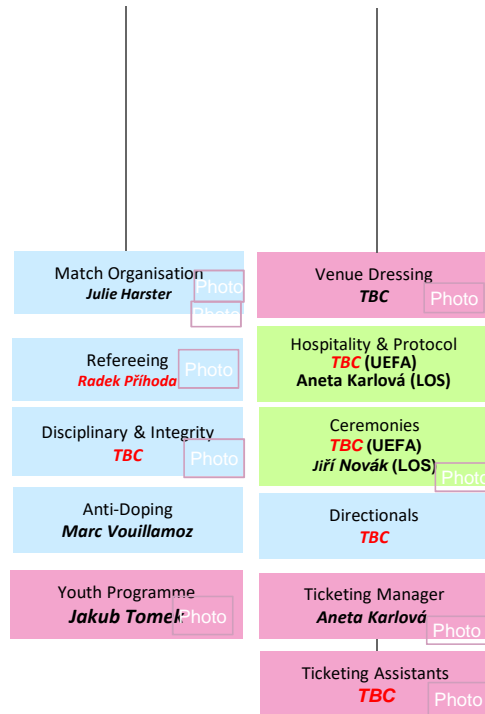 Match Organisation
Julie Harster
Photo
Photo
Refereeing
Radek Příhoda
Photo
Disciplinary & Integrity
TBC
Photo
Anti-Doping
Marc Vouillamoz
Youth Programme
Jakub Tomek
Photo
Venue Dressing
TBC
Photo
Hospitality & Protocol
TBC (UEFA)
Aneta Karlová (LOS)
Ceremonies
TBC (UEFA)
Jiří Novák (LOS)
Photo
Directionals
TBC
Ticketing Manager
Aneta Karlová
Photo
Ticketing Assistants
TBC
Photo